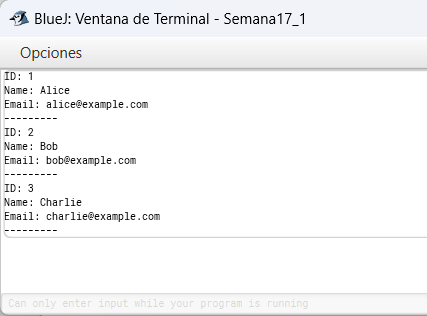 BlueJ: Ventana de Terminal - Semana17_1
Opciones
ID: 1
Name: Alice
Email: alice@example.com
---------
ID: 2
Name: Bob
Email: bob@example.com
---------
ID: 3
Name: Charlie
Email: charlie@example.com
---------
Can only enter input while your program is running